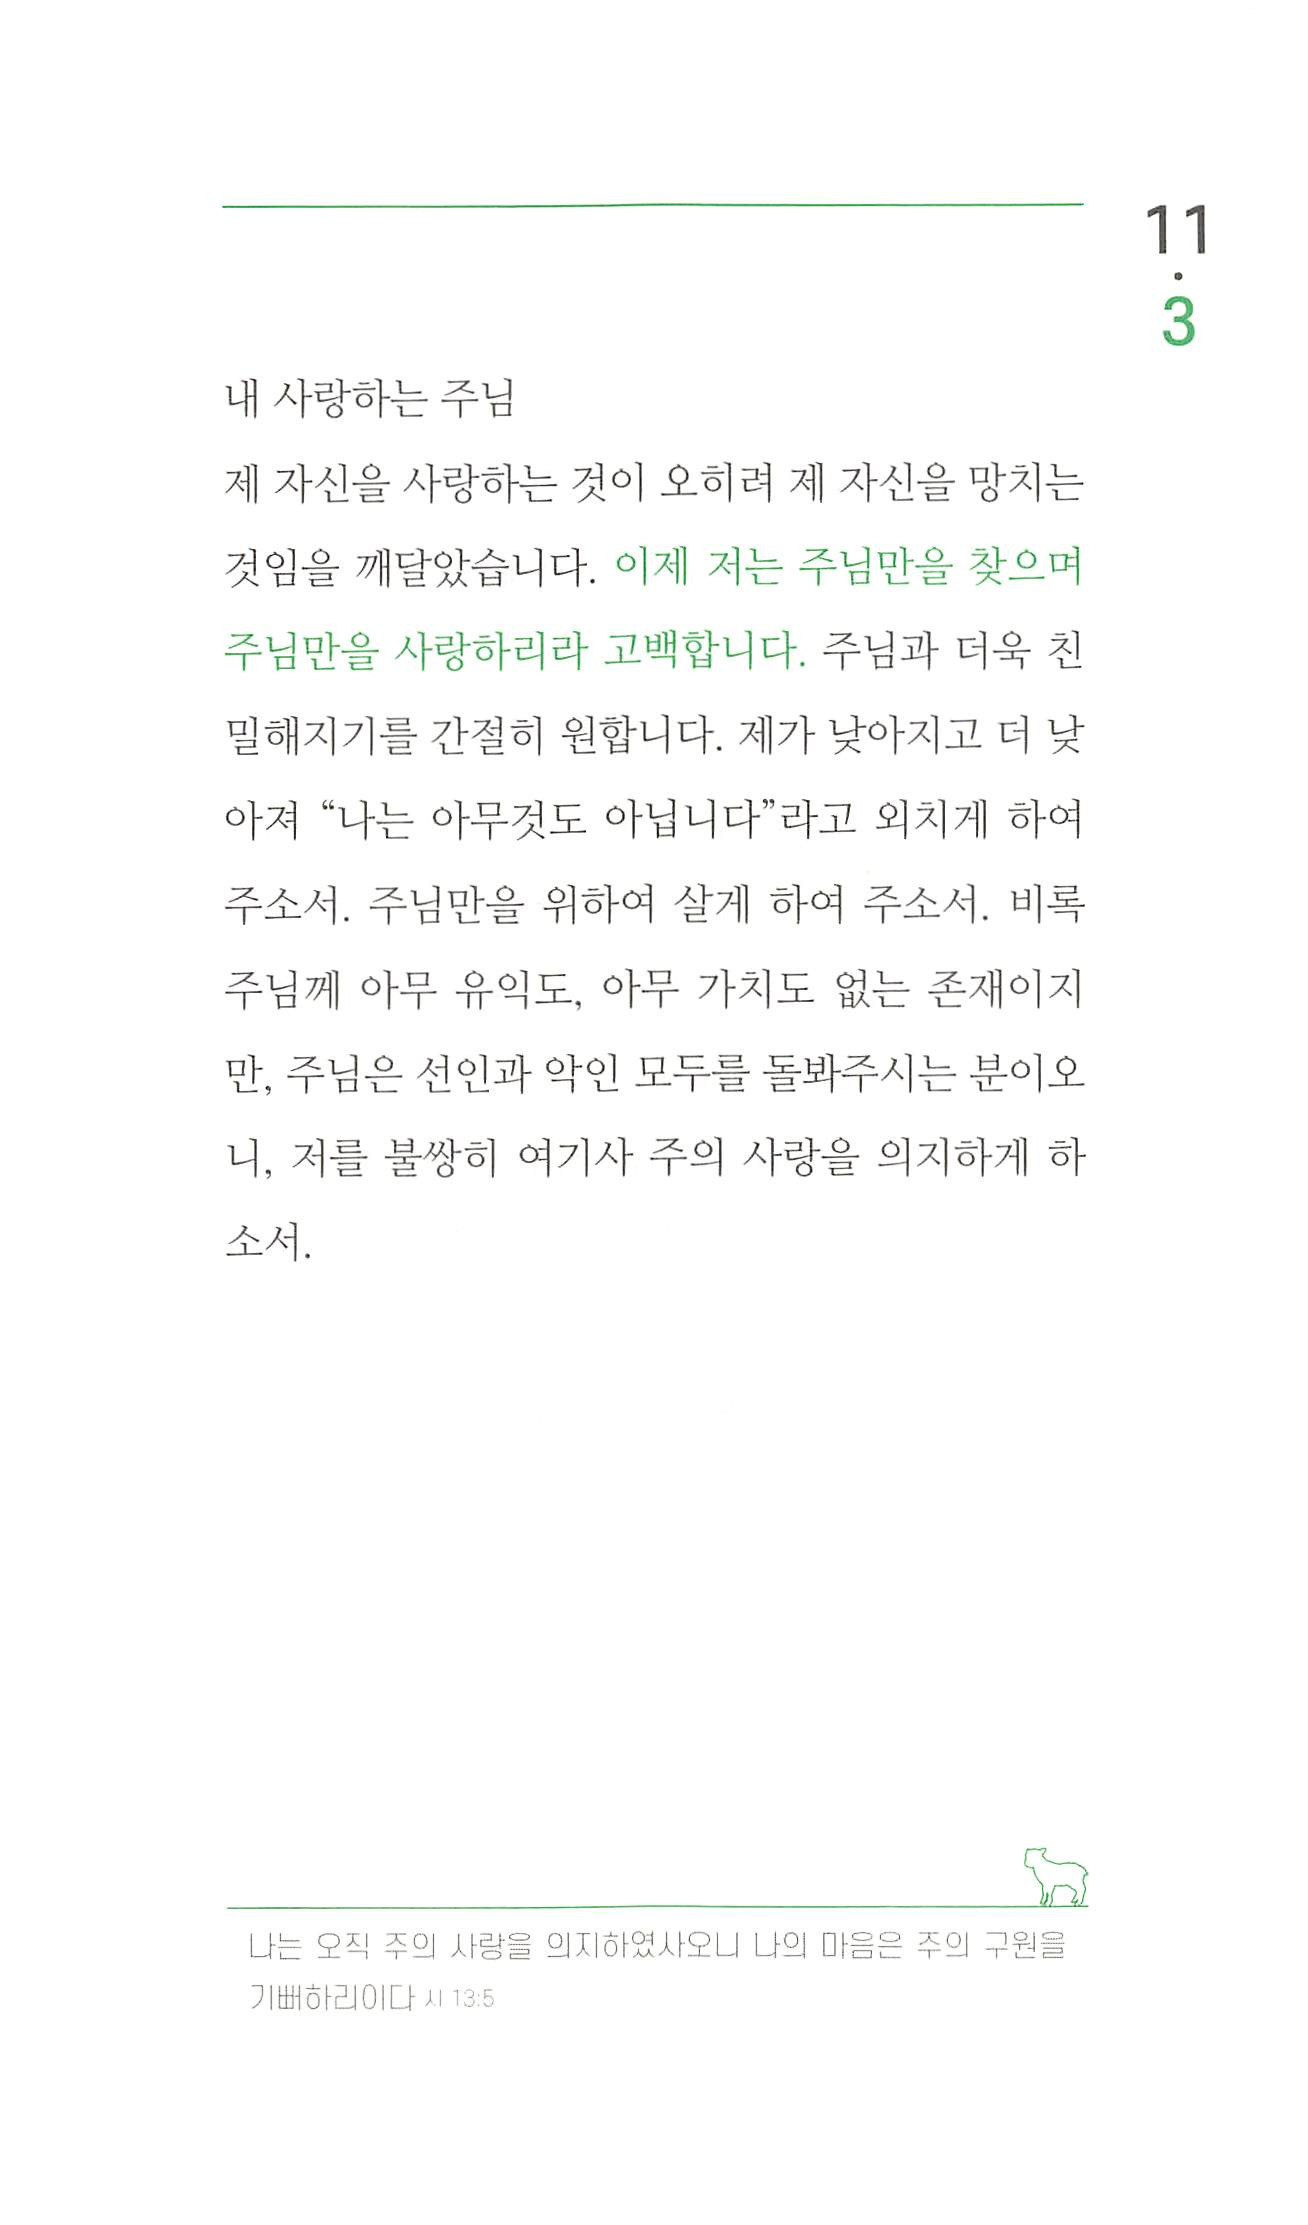 11
·
3
내 사랑하는 주님
제 자신을 사랑하는 것이 오히려 제 자신을 망치는
것임을 깨달았습니다. 이제 저는 주님만을 찾으며
주님만을 사랑하리라 고백합니다. 주님과 더욱 친
밀해지기를 간절히 원합니다. 제가 낮아지고 더 낮
아져 “나는 아무것도 아닙니다”라고 외치게 하여
주소서. 주님만을 위하여 살게 하여 주소서. 비록
주님께 아무 유익도, 아무 가치도 없는 존재이지
만, 주님은 선인과 악인 모두를 돌봐주시는 분이오
니, 저를 불쌍히 여기사 주의 사랑을 의지하게 하
소서.
나는 오직 주의 사랑을 의지하였사오니 나의 마음은 주의 구원을
기뻐하리이다 시 13:5